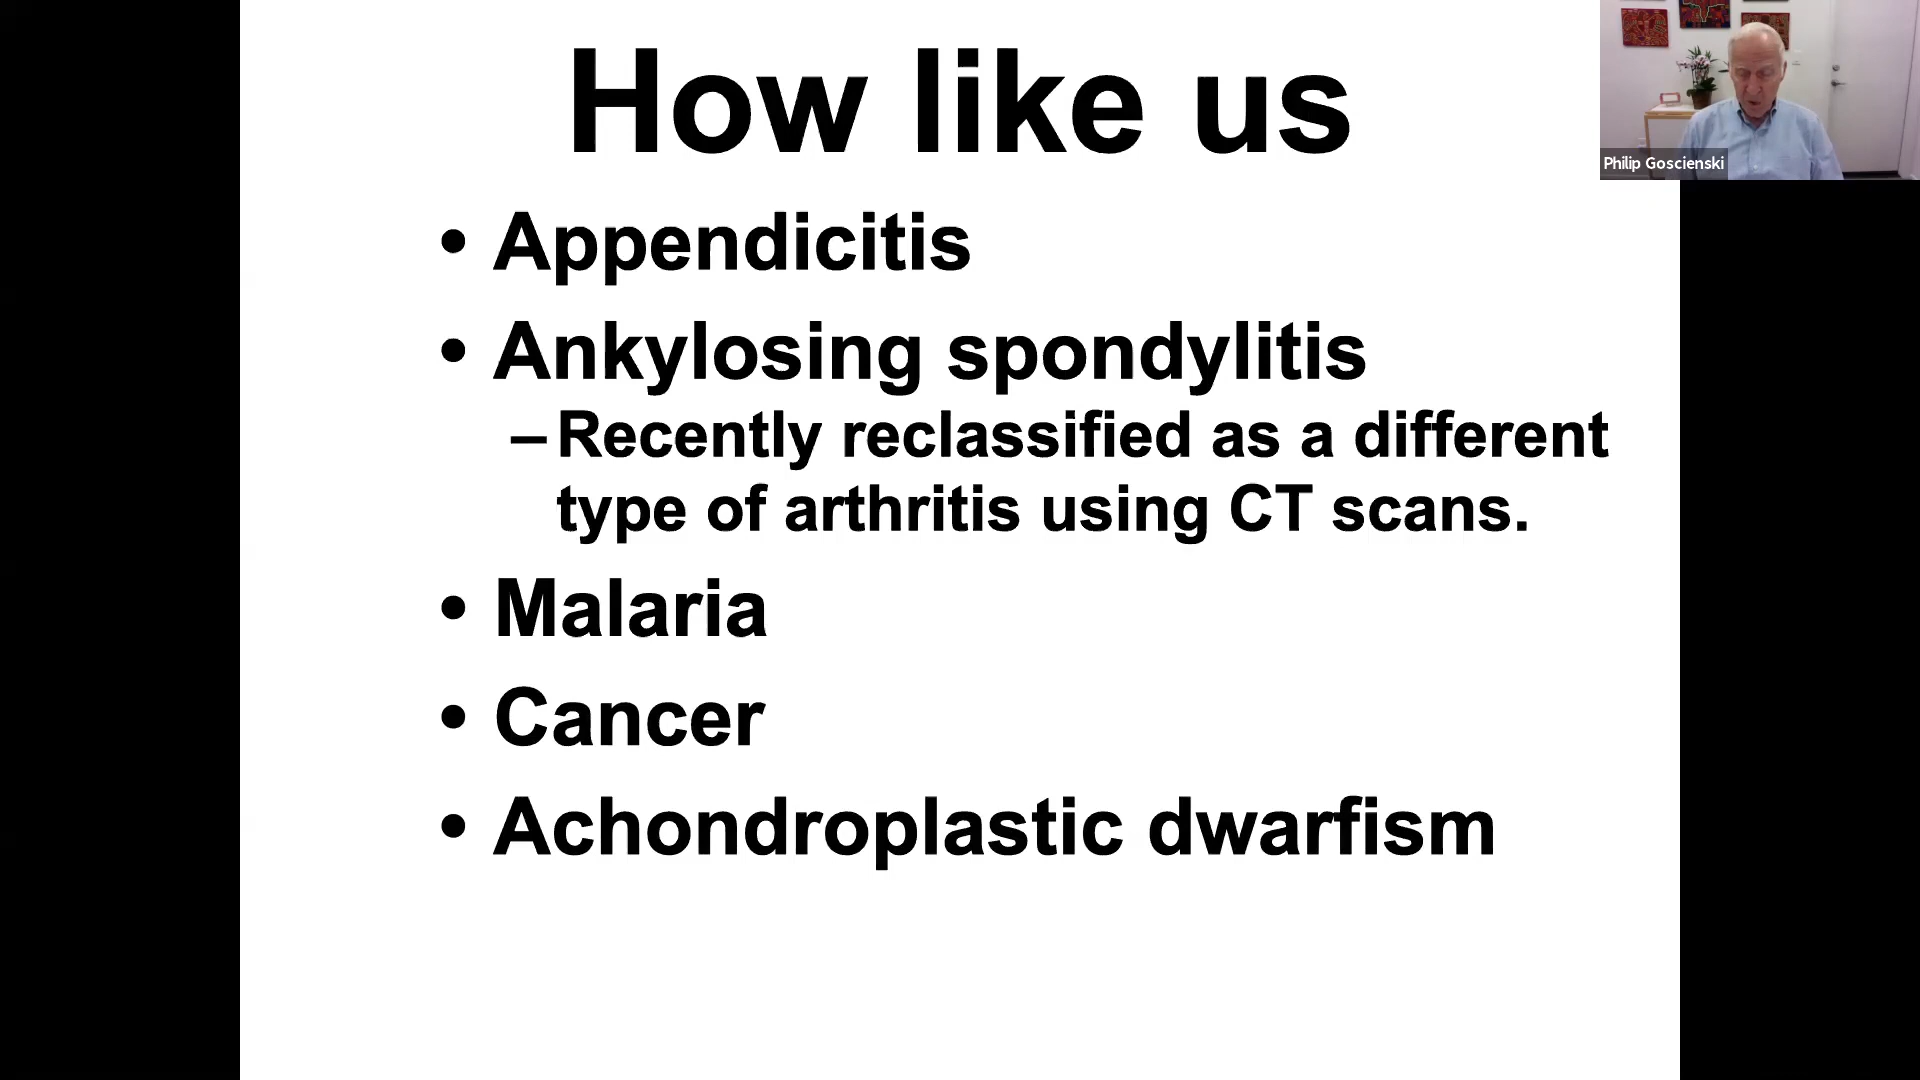 How like us
Philip Goscienski
• Appendicitis
• Ankylosing spondylitis
– Recently reclassified as a different
type of arthritis using CT scans.
• Malaria
• Cancer
• Achondroplastic dwarfism